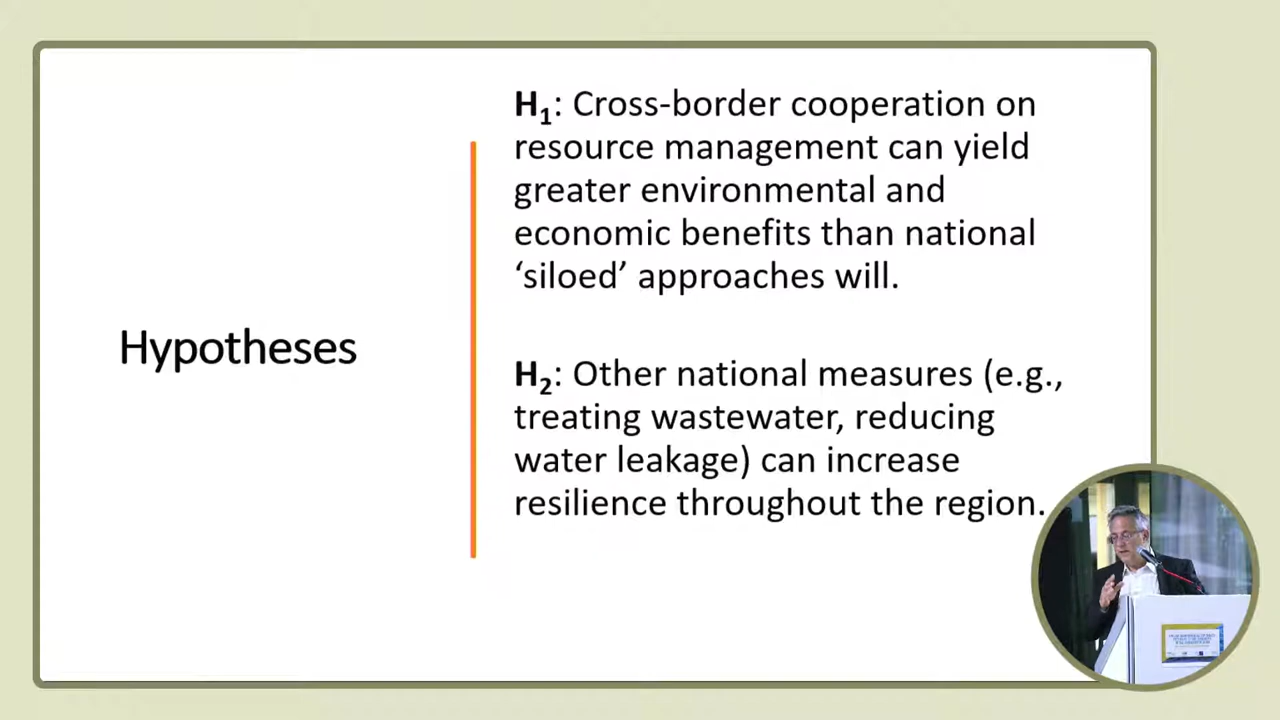 Hypotheses
H1: Cross-border cooperation on
resource management can yield
greater environmental and
economic benefits than national
‘siloed’ approaches will.
H2: Other national measures (e.g.,
treating wastewater, reducing
water leakage) can increase
resilience throughout the region.